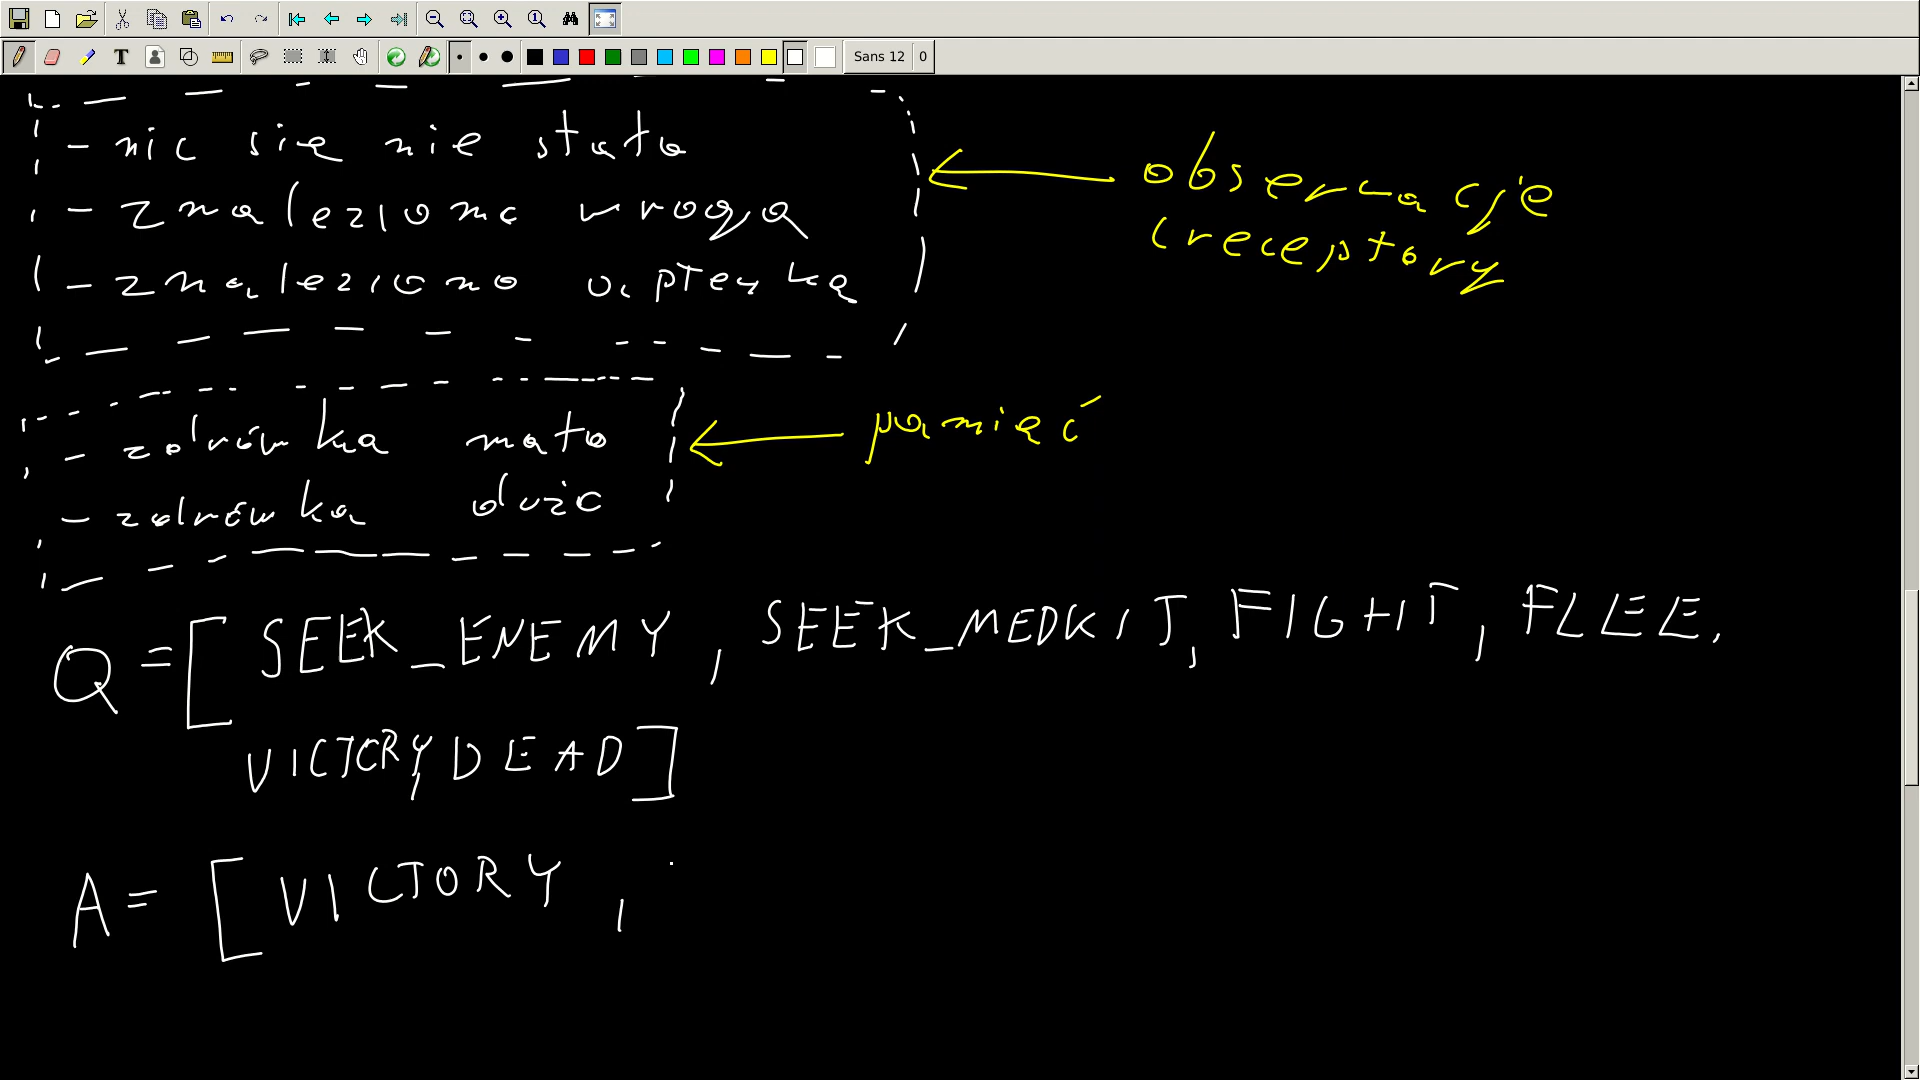 Sans 12 0
- nic się nie stało
- znaleziono wroga
- znaleziono apteczkę
obserwacje
(receptory
- zdrówka mało
- zdrówka dużo
pamięć
Q = [SEEK_ENEMY, SEEK_MEDKIT, FIGHT, FLEE,
VICTORY, DEAD]
A = [VICTORY,